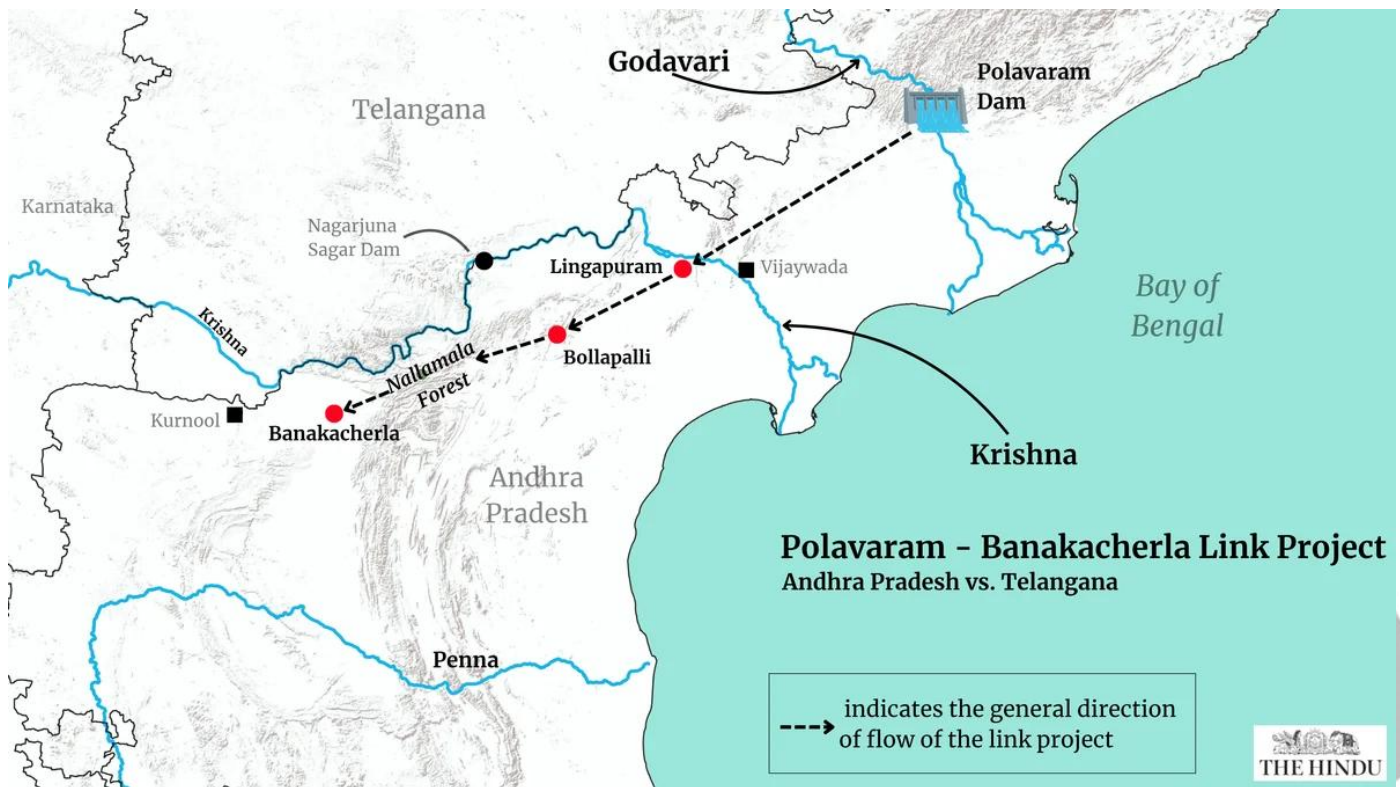 Godavari
Polavaram
Dam
Telangana
Karnataka
Nagarjuna
Sagar Dam
Lingapuram
Vijaywada
Bay of
Bengal
Krishna
Bollapalli
Nallamala
Forest
Kurnool
Banakacherla
Krishna
Andhra
Pradesh
Polavaram - Banakacherla Link Project
Andhra Pradesh vs. Telangana
Penna
indicates the general direction
of flow of the link project
THE HINDU